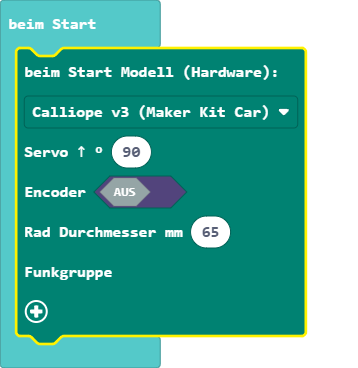 beim Start
beim Start Modell (Hardware):
Calliope v3 (Maker Kit Car)
Servo ↑ º 90
Encoder AUS
Rad Durchmesser mm 65
Funkgruppe